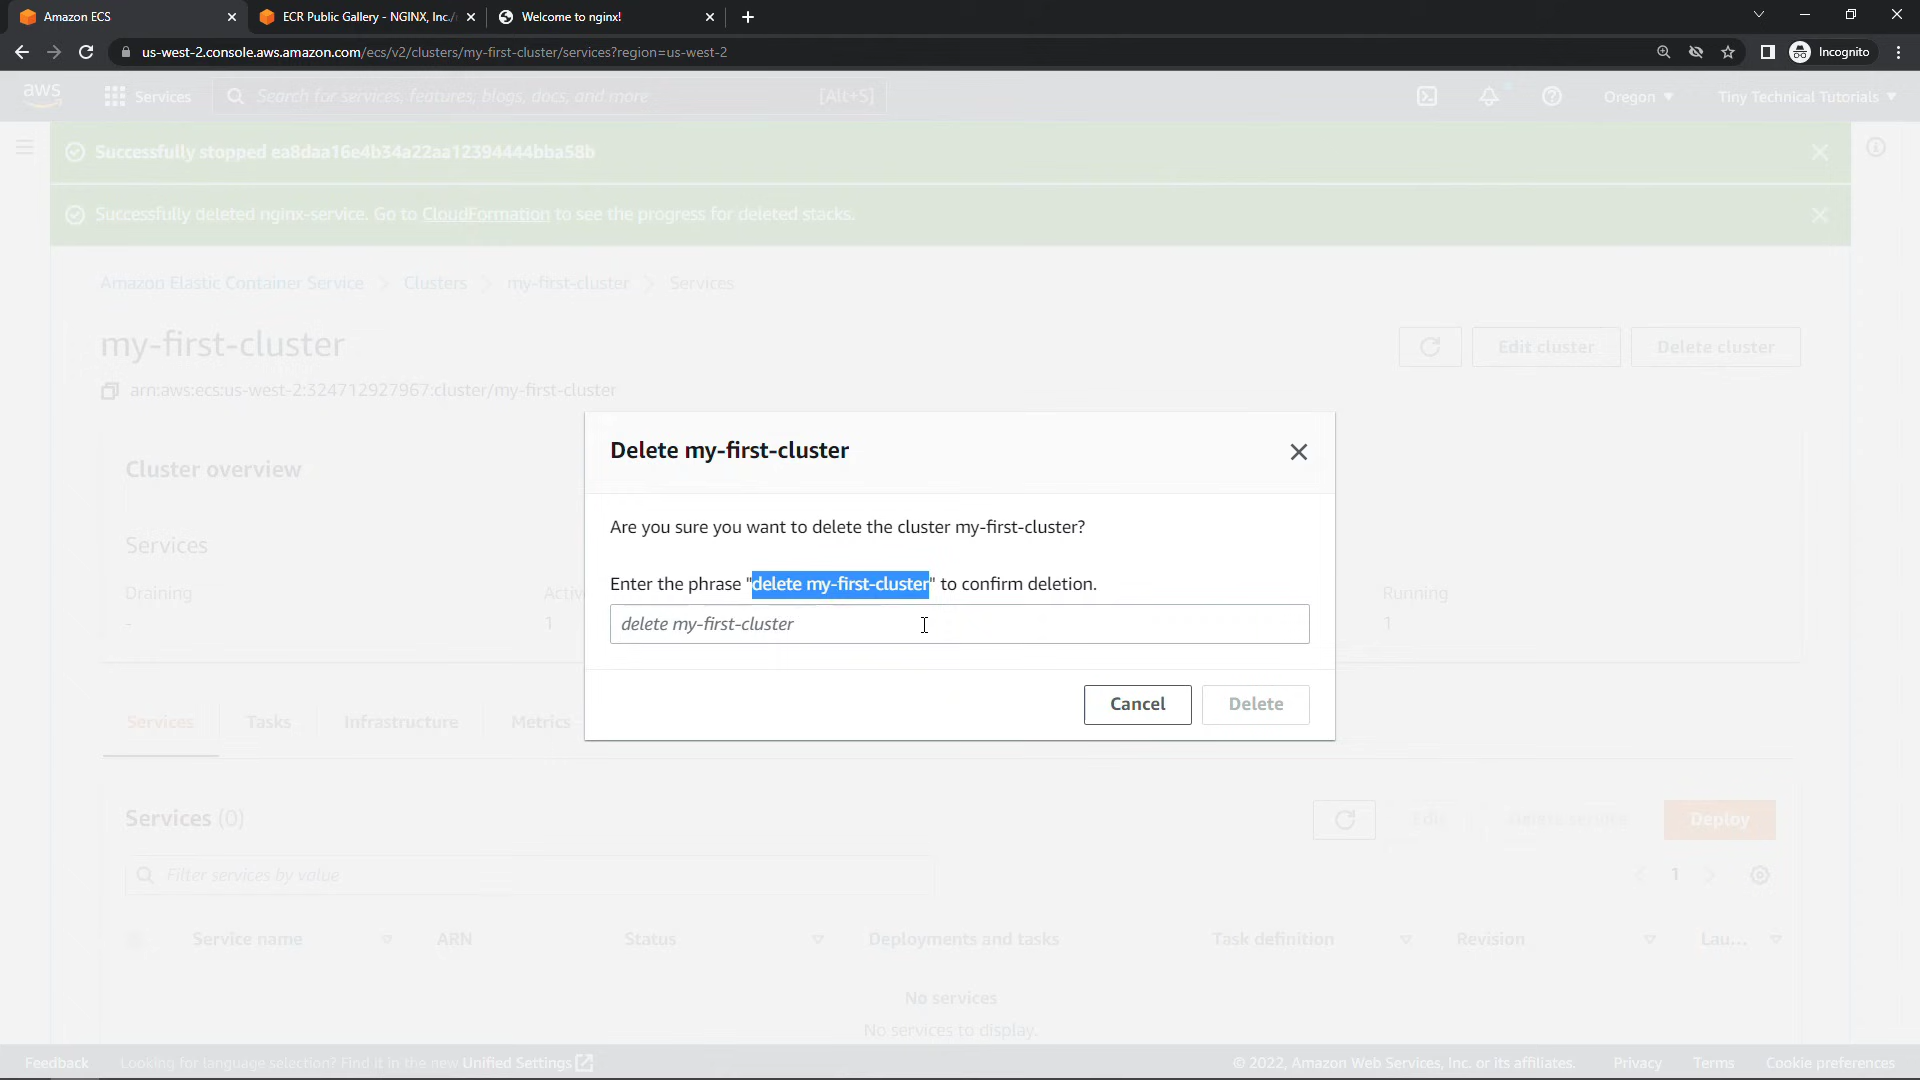 Amazon ECS
ECR Public Gallery - NGINX, Inc./
Welcome to nginx!
us-west-2.console.aws.amazon.com/ecs/v2/clusters/my-first-cluster/services?region=us-west-2
Incognito
aws
Services
Search for services, features, blogs, docs, and more
[Alt+S]
Oregon
Tiny Technical Tutorials
Successfully stopped ea8daa16e4b34a22aa12394444bba58b
Successfully deleted nginx-service. Go to CloudFormation to see the progress for deleted stacks.
Amazon Elastic Container Service
Clusters
my-first-cluster
Services
my-first-cluster
Edit cluster
Delete cluster
arn:aws:ecs:us-west-2:324712927967:cluster/my-first-cluster
Delete my-first-cluster
Cluster overview
Are you sure you want to delete the cluster my-first-cluster?
Services
Enter the phrase "delete my-first-cluster" to confirm deletion.
Draining
Running
-
1
delete my-first-cluster
1
Cancel
Delete
Services
Tasks
Infrastructure
Metrics
Services (0)
Edit
Delete service
Deploy
Filter services by value
1
Service name
ARN
Status
Deployments and tasks
Task definition
Revision
Lau...
No services
No services to display.
Feedback
Looking for language selection? Find it in the new Unified Settings
© 2022, Amazon Web Services, Inc. or its affiliates.
Privacy
Terms
Cookie preferences